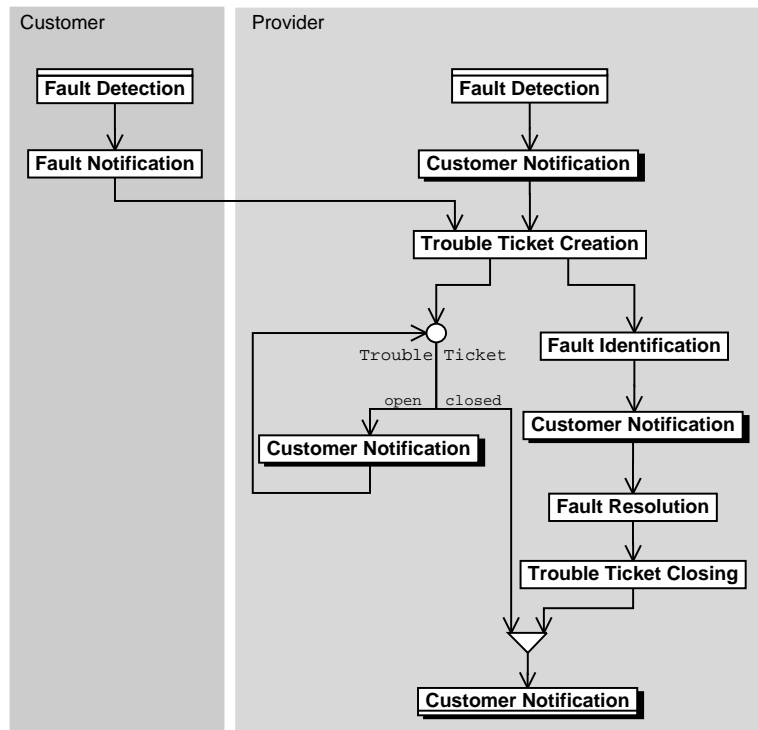 Customer
Provider
Fault Detection
Fault Detection
Fault Notification
Customer Notification
Trouble Ticket Creation
Fault Identification
Trouble Ticket
open closed
Customer Notification
Customer Notification
Fault Resolution
Trouble Ticket Closing
Customer Notification